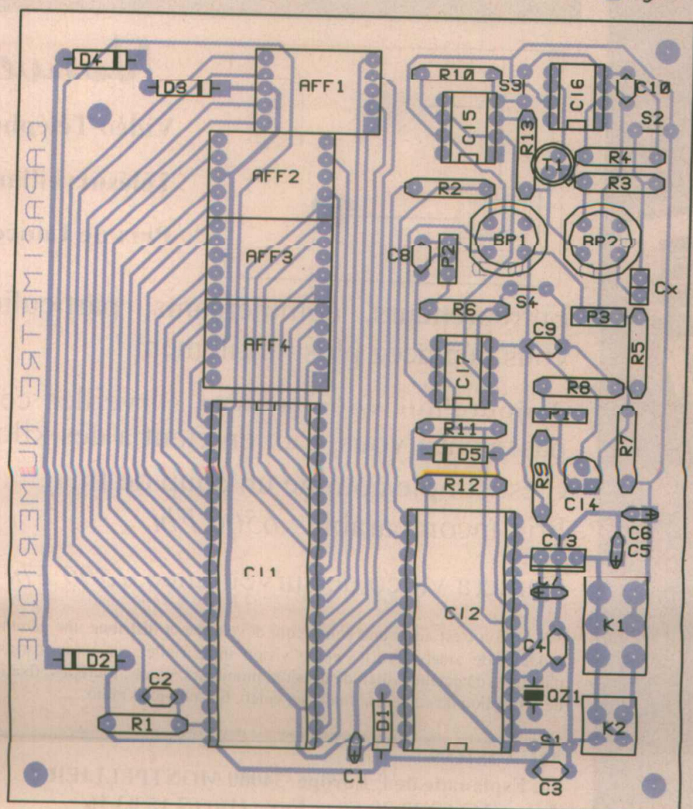 D4
D3
AFF1
R10
S3
CI6
C10
CI5
R13
S2
T1
R4
R3
AFF2
R2
BP1
BP2
AFF3
C8
P2
Cx
S4
R6
P3
AFF4
C9
R5
CI7
R8
P1
R11
R7
D5
R9
R12
CI4
CAPACIMETRE NUMERIQUE
C6
CI3
C5
CI1
CI2
K1
C4
D2
C2
QZ1
R1
D1
K2
S1
C1
C3